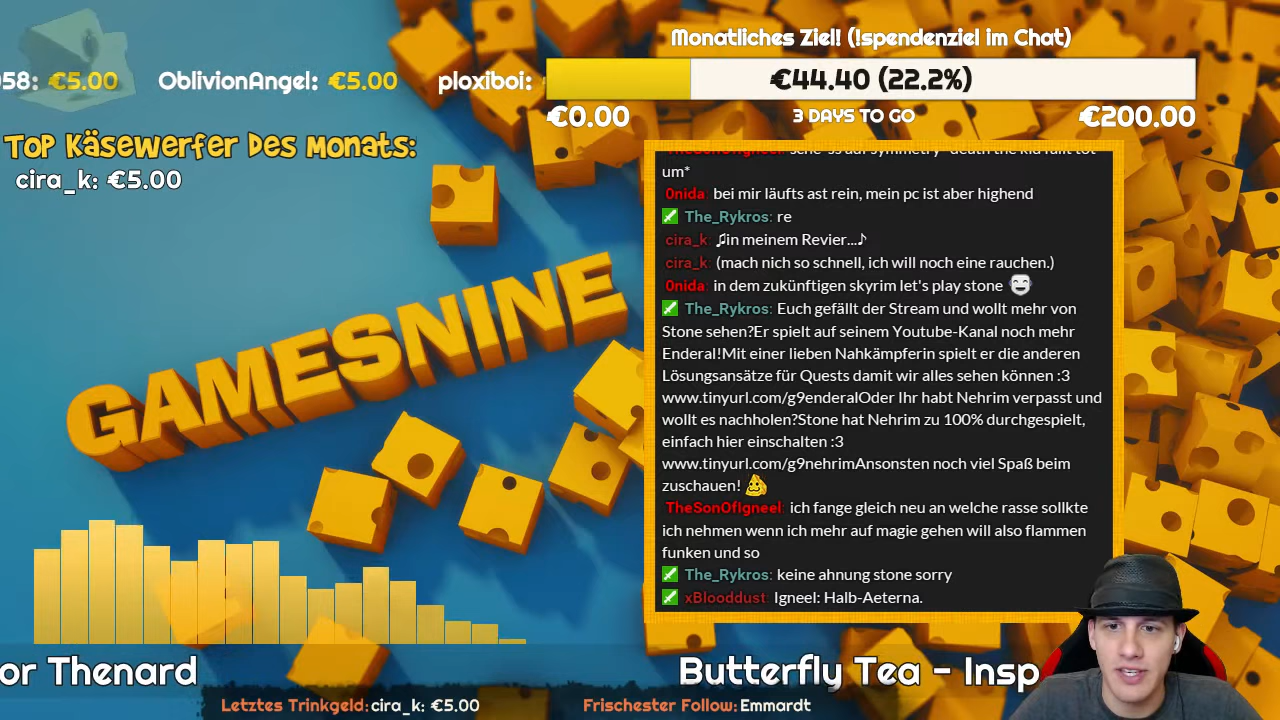 Monatliches Ziel! (!spendenziel im Chat)
58: €5.00 OblivionAngel: €5.00 ploxiboi:
€44.40 (22.2%)
€0.00 3 DAYS TO GO €200.00
Top Käsewerfer des Monats:
cira_k: €5.00
um*
0nida: bei mir läufts ast rein, mein pc ist aber highend
The_Rykros: re
cira_k: ♫in meinem Revier...♪
cira_k: (mach nich so schnell, ich will noch eine rauchen.)
0nida: in dem zukünftigen skyrim let's play stone
The_Rykros: Euch gefällt der Stream und wollt mehr von
Stone sehen?Er spielt auf seinem Youtube-Kanal noch mehr
Enderal!Mit einer lieben Nahkämpferin spielt er die anderen
Lösungsansätze für Quests damit wir alles sehen können :3
www.tinyurl.com/g9enderalOder Ihr habt Nehrim verpasst und
wollt es nachholen?Stone hat Nehrim zu 100% durchgespielt,
einfach hier einschalten :3
www.tinyurl.com/g9nehrimAnsonsten noch viel Spaß beim
zuschauen!
TheSonOfIgneel: ich fange gleich neu an welche rasse sollkte
ich nehmen wenn ich mehr auf magie gehen will also flammen
funken und so
The_Rykros: keine ahnung stone sorry
xBlooddust: Igneel: Halb-Aeterna.
GAMESNINE
or Thenard Butterfly Tea - Insp
Letztes Trinkgeld: cira_k: €5.00 Frischester Follow: Emmardt